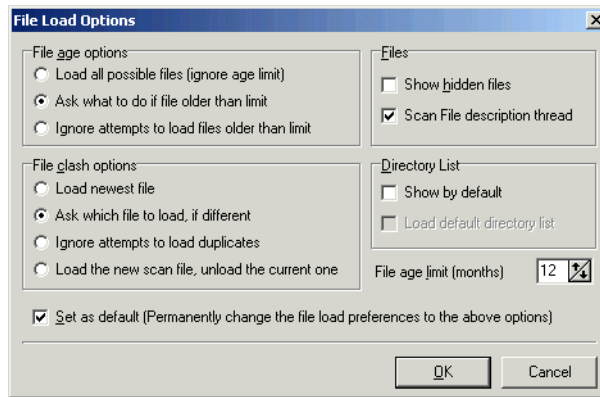 File Load Options
File age options
Load all possible files (ignore age limit)
Ask what to do if file older than limit
Ignore attempts to load files older than limit
Files
Show hidden files
Scan File description thread
File clash options
Load newest file
Ask which file to load, if different
Ignore attempts to load duplicates
Load the new scan file, unload the current one
Directory List
Show by default
Load default directory list
File age limit (months) 12
Set as default (Permanently change the file load preferences to the above options)
OK
Cancel